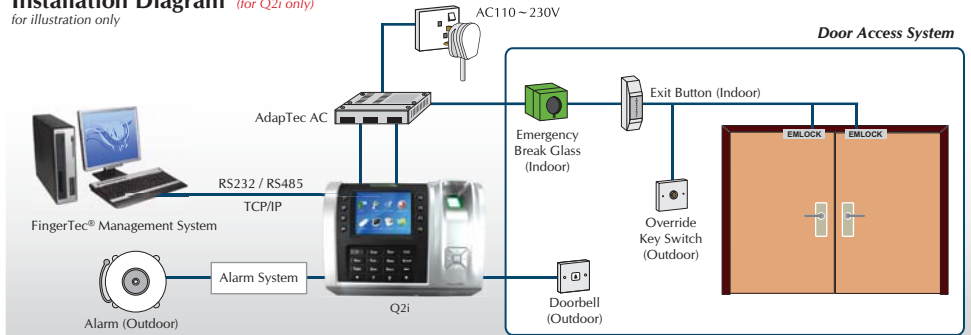 Installation Diagram (for Q2i only)
for illustration only
AC110 ~ 230V
Door Access System
AdapTec AC
Emergency
Break Glass
(Indoor)
Exit Button (Indoor)
EMLOCK EMLOCK
RS232 / RS485
TCP/IP
FingerTec® Management System
Override
Key Switch
(Outdoor)
Alarm System
Alarm (Outdoor)
Q2i
Doorbell
(Outdoor)